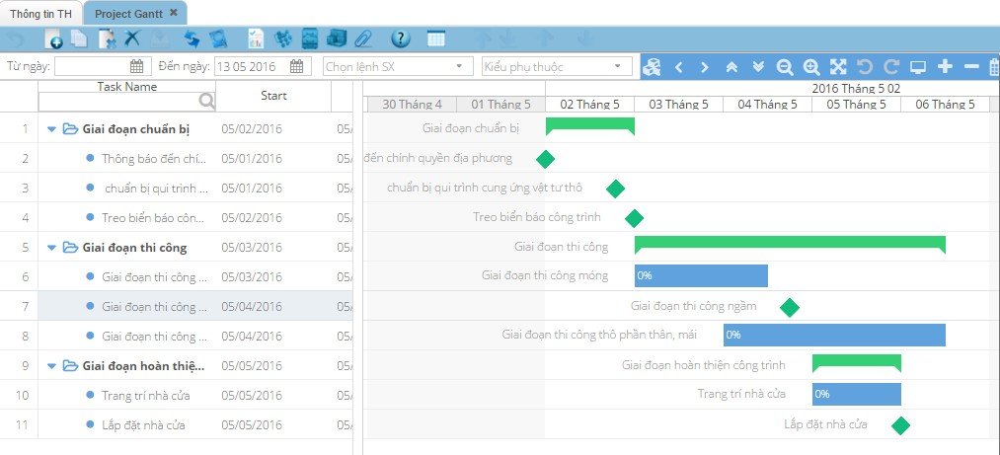 Thông tin TH
Project Gantt
Từ ngày:
Đến ngày: 13 05 2016
Chọn lệnh SX
Kiểu phụ thuộc
Task Name
Start
2016 Tháng 5 02
30 Tháng 4
01 Tháng 5
02 Tháng 5
03 Tháng 5
04 Tháng 5
05 Tháng 5
06 Tháng 5
1 Giai đoạn chuẩn bị 05/02/2016 05/
Giai đoạn chuẩn bị
2 Thông báo đến chí... 05/01/2016 05/
đến chính quyền địa phương
3 chuẩn bị qui trình ... 05/01/2016 05/
chuẩn bị qui trình cung ứng vật tư thô
4 Treo biển báo côn... 05/02/2016 05/
Treo biển báo công trình
5 Giai đoạn thi công 05/03/2016 05/
Giai đoạn thi công
6 Giai đoạn thi công ... 05/03/2016 05/
Giai đoạn thi công móng 0%
7 Giai đoạn thi công ... 05/04/2016 05/
Giai đoạn thi công ngầm
8 Giai đoạn thi công ... 05/04/2016 05/
Giai đoạn thi công thô phần thân, mái 0%
9 Giai đoạn hoàn thiệ... 05/05/2016 05/
Giai đoạn hoàn thiện công trình
10 Trang trí nhà cửa 05/05/2016 05/
Trang trí nhà cửa 0%
11 Lắp đặt nhà cửa 05/05/2016 05/
Lắp đặt nhà cửa